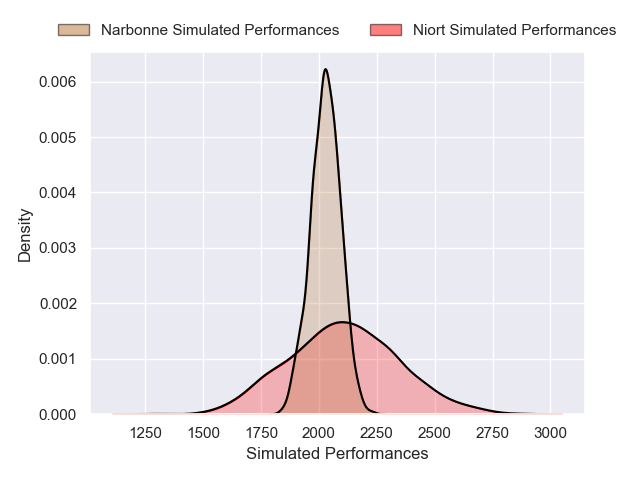 Narbonne Simulated Performances Niort Simulated Performances
0.006
0.005
0.004
0.003
0.002
0.001
0.000
Density
1250 1500 1750 2000 2250 2500 2750 3000
Simulated Performances